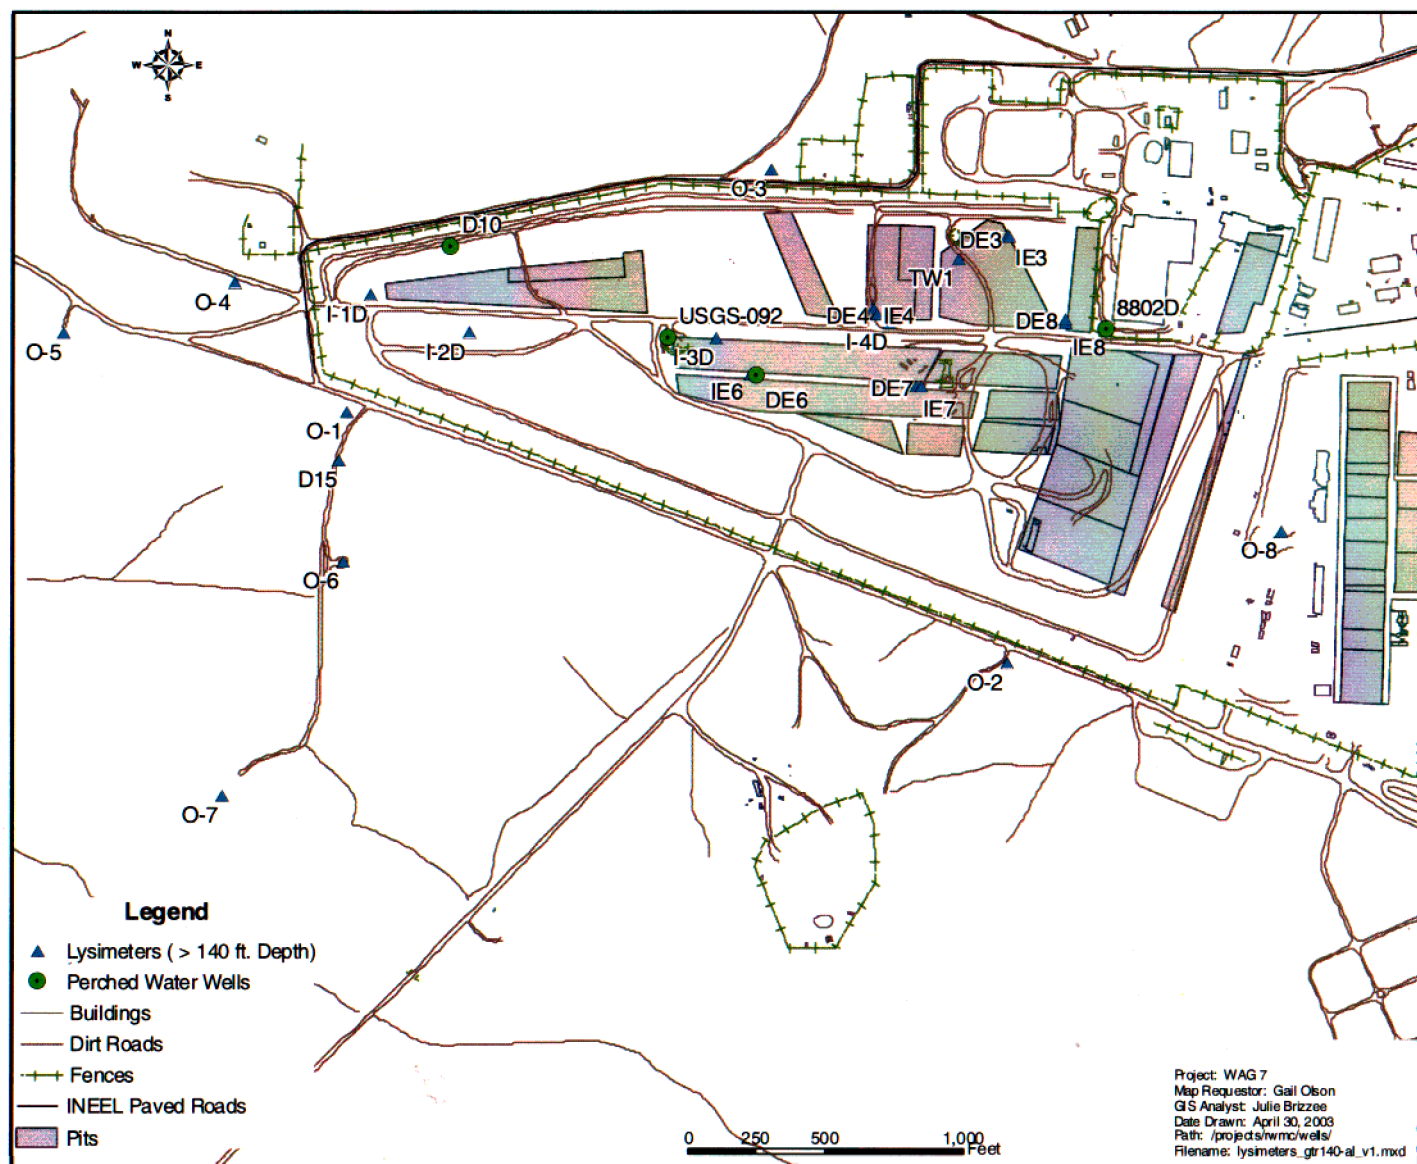 N
W E
S
O-3
D10
DE3
IE3
TW1
O-4
I-1D
DE4 IE4
8802D
USGS-092
DE8
O-5
I-2D
I-4D
IE8
I-3D
IE6
DE6
DE7
IE7
O-1
D15
O-8
O-6
O-2
O-7
Legend
Lysimeters ( > 140 ft. Depth)
Perched Water Wells
Buildings
Dirt Roads
Fences
INEEL Paved Roads
Pits
0 250 500 1,000
Feet
Project: WAG 7
Map Requestor: Gail Olson
GIS Analyst: Julie Brizzee
Date Drawn: April 30, 2003
Path: /projects/rwmc/wells/
Filename: lysimeters_gtr140-al_v1.mxd